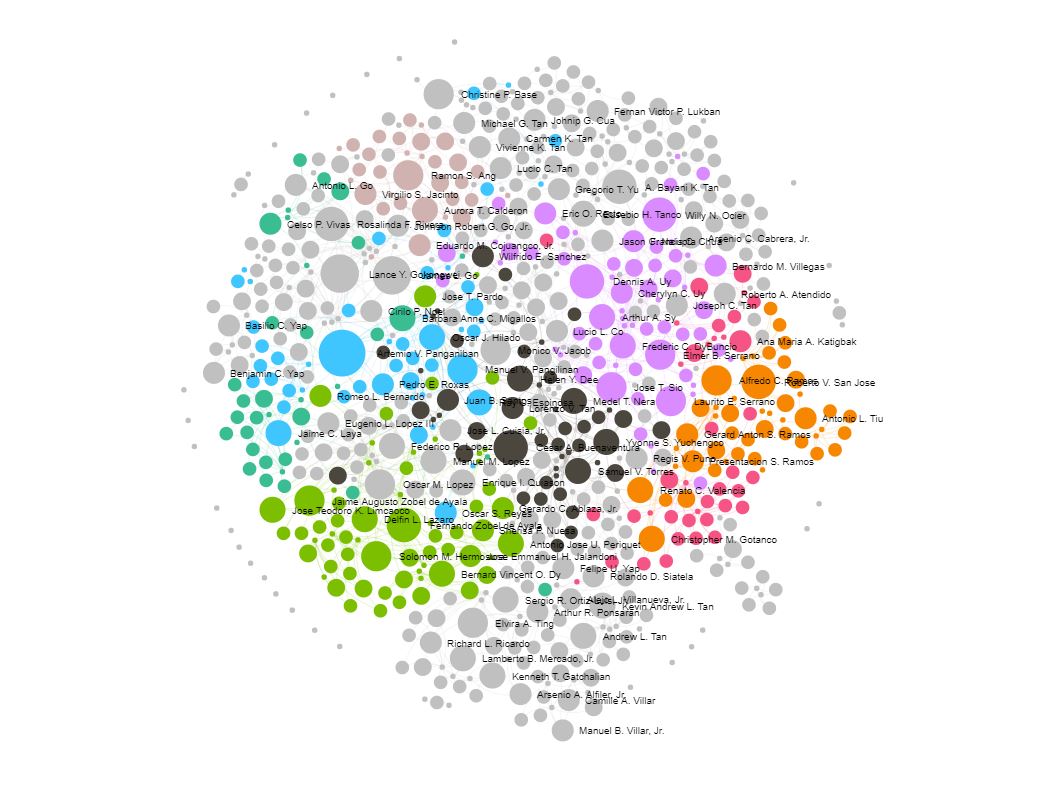 Christine P. Base
Fernan Victor P. Lukban
Michael G. Tan
Johnip G. Cua
Carmen K. Tan
Vivienne K. Tan
Lucio C. Tan
Ramon S. Ang
Antonio L. Go
A. Bayani K. Tan
Gregorio T. Yu
Virgilio S. Jacinto
Aurora T. Calderon
Eric O. Recto
Eusebio H. Tanco
Willy N. Ocier
Celso P. Vivas
Rosalinda F. Rivera
Johnson Robert G. Go, Jr.
Arsenio C. Cabrera, Jr.
Jason
Eduardo M. Cojuangco, Jr.
Wilfrido E. Sanchez
Bernardo M. Villegas
Lance Y. Gokongwei
James L. Go
Dennis A. Uy
Cherylyn C. Uy
Roberto A. Atendido
Jose T. Pardo
Joseph C. Tan
Cirilo P. Noel
Barbara Anne C. Migallos
Arthur A. Sy
Basilio C. Yap
Lucio L. Co
Oscar J. Hilado
Ana Maria A. Katigbak
Frederic C. DyBuncio
Monico V. Jacob
Artemio V. Panganiban
Elmer B. Serrano
Manuel V. Pangilinan
Benjamin C. Yap
Helen Y. Dee
Alfredo C. Ramos
Roberto V. San Jose
Pedro E. Roxas
Jose T. Sio
Romeo L. Bernardo
Juan B. Santos
Medel T. Nera
Laurito E. Serrano
Lorenzo V. Tan
Antonio L. Tiu
Eugenio L. Lopez III
Jose L. Cuisia, Jr.
Jaime C. Laya
Gerard Anton S. Ramos
Yvonne S. Yuchengco
Federico R. Lopez
Cesar A. Buenaventura
Regis V. Puno
Manuel M. Lopez
Presentacion S. Ramos
Samuel V. Torres
Enrique I. Quiason
Oscar M. Lopez
Renato C. Valencia
Jaime Augusto Zobel de Ayala
Gerardo C. Ablaza, Jr.
Jose Teodoro K. Limcaoco
Oscar S. Reyes
Delfin L. Lazaro
Fernando Zobel de Ayala
Sherisa P. Nuesa
Christopher M. Gotanco
Antonio Jose U. Periquet
Solomon M. Hermosura
Jose Emmanuel H. Jalandoni
Felipe U. Yap
Bernard Vincent O. Dy
Rolando D. Siatela
Sergio R. Ortiz-Luis, Jr.
Alejo L. Villanueva, Jr.
Kevin Andrew L. Tan
Arthur R. Ponsaran
Elvira A. Ting
Andrew L. Tan
Richard L. Ricardo
Lamberto B. Mercado, Jr.
Kenneth T. Gatchalian
Arsenio A. Alfiler, Jr.
Camille A. Villar
Manuel B. Villar, Jr.